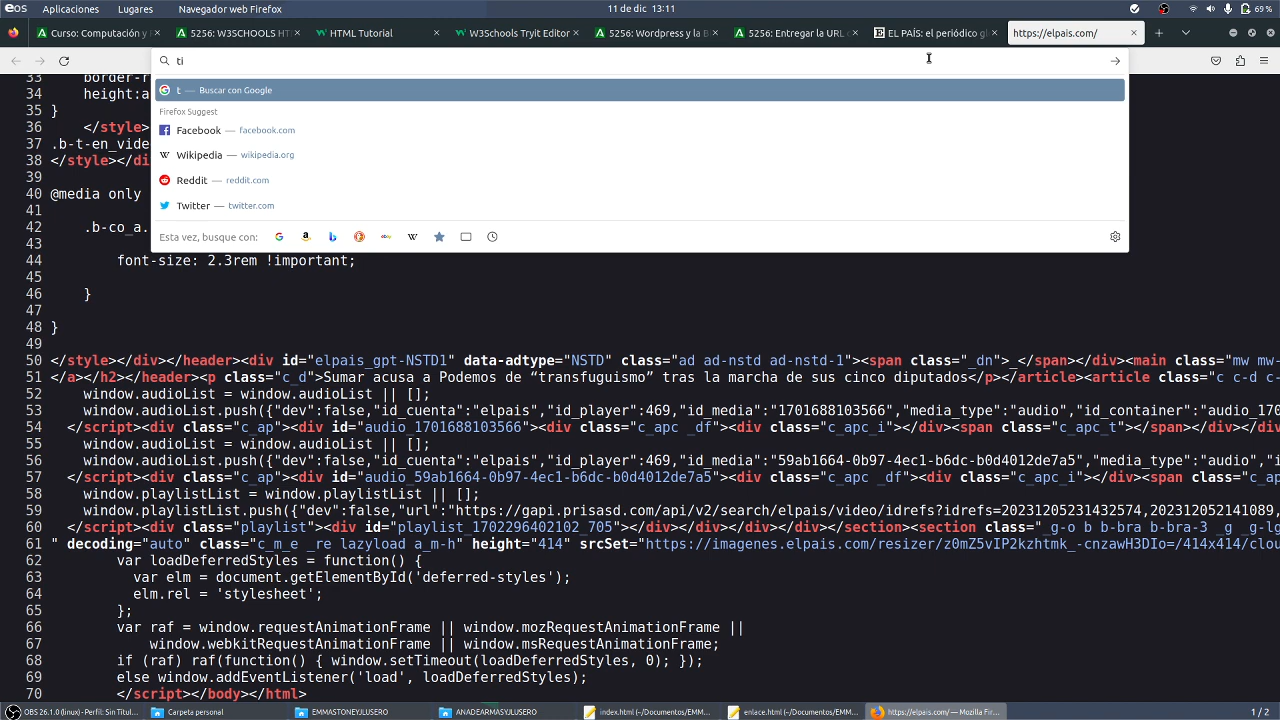 eos Aplicaciones Lugares Navegador web Firefox 11 de dic 13:11 69 %
Curso: Computación y 5256: W3SCHOOLS HT HTML Tutorial W3Schools Tryit Editor 5256: Wordpress y la 5256: Entregar la URL EL PAÍS: el periódico gl https://elpais.com/
ti
t — Buscar con Google
Firefox Suggest
Facebook — facebook.com
Wikipedia — wikipedia.org
Reddit — reddit.com
Twitter — twitter.com
Esta vez, busque con:
33 border-r
34 height:a
35 }
36 </style>
37 .b-t-en_vide
38 </style></di
39
40 @media only
41
42 .b-co_a.
43
44 font-size: 2.3rem !important;
45
46 }
47
48 }
49
50 </style></div></header><div id="elpais_gpt-NSTD1" data-adtype="NSTD" class="ad ad-nstd ad-nstd-1"><span class="_dn">_</span></div><main class="mw mw-
51 </a></h2></header><p class="c_d">Sumar acusa a Podemos de “transfuguismo” tras la marcha de sus cinco diputados</p></article><article class="c c-d c-
52 window.audioList = window.audioList || [];
53 window.audioList.push({"dev":false,"id_cuenta":"elpais","id_player":469,"id_media":"1701688103566","media_type":"audio","id_container":"audio_170
54 </script><div class="c_ap"><div id="audio_1701688103566"><div class="c_apc _df"><div class="c_apc_i"></div><span class="c_apc_t"></span></div></di
55 window.audioList = window.audioList || [];
56 window.audioList.push({"dev":false,"id_cuenta":"elpais","id_player":469,"id_media":"59ab1664-0b97-4ec1-b6dc-b0d4012de7a5","media_type":"audio","i
57 </script><div class="c_ap"><div id="audio_59ab1664-0b97-4ec1-b6dc-b0d4012de7a5"><div class="c_apc _df"><div class="c_apc_i"></div><span class="c_ap
58 window.playlistList = window.playlistList || [];
59 window.playlistList.push({"dev":false,"url":"https://gapi.prisasd.com/api/v2/search/elpais/video/idrefs?idrefs=20231205231432574,202312052141089,
60 </script><div class="playlist"><div id="playlist_1702296402102_705"></div></div></div></div></section><section class="_g-o b b-bra b-bra-3 _g _g-lo
61 " decoding="auto" class="c_m_e _re lazyload a_m-h" height="414" srcSet="https://imagenes.elpais.com/resizer/z0mZ5vIP2kzhtmk_-cnzawH3DIo=/414x414/clou
62 var loadDeferredStyles = function() {
63 var elm = document.getElementById('deferred-styles');
64 elm.rel = 'stylesheet';
65 };
66 var raf = window.requestAnimationFrame || window.mozRequestAnimationFrame ||
67 window.webkitRequestAnimationFrame || window.msRequestAnimationFrame;
68 if (raf) raf(function() { window.setTimeout(loadDeferredStyles, 0); });
69 else window.addEventListener('load', loadDeferredStyles);
70 </script></body></html>
OBS 26.1.0 (linux) - Perfil: Sin Titul... Carpeta personal EMMASTONEYJLUSERO ANADEARMASYJLUSERO index.html (~/Documentos/EMM... enlace.html (~/Documentos/EMM... https://elpais.com/ — Mozilla Fir... 1 / 2